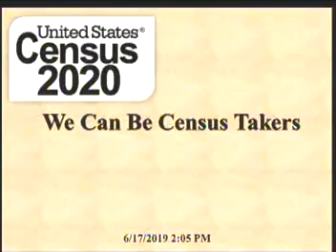 United States®
Census
2020
We Can Be Census Takers
6/17/2019 2:05 PM